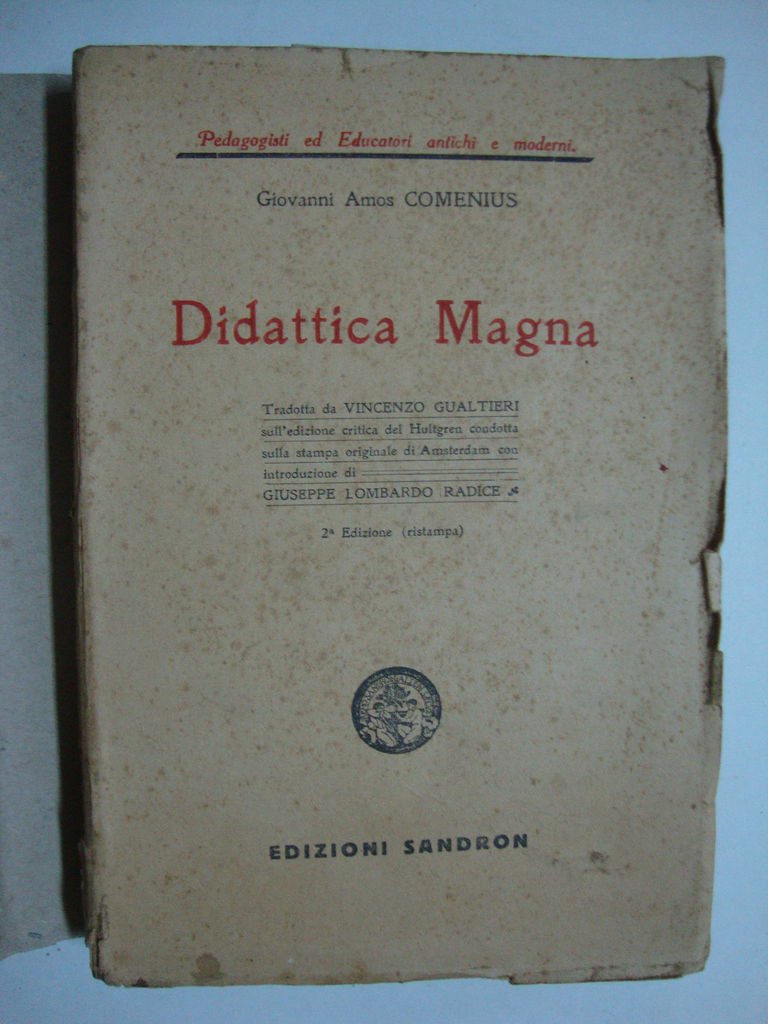 Pedagogisti ed Educatori antichi e moderni.
Giovanni Amos COMENIUS
Didattica Magna
Tradotta da VINCENZO GUALTIERI
sull'edizione critica del Hultgren condotta
sulla stampa originale di Amsterdam con
introduzione di
GIUSEPPE LOMBARDO RADICE
2ª Edizione (ristampa)
EDIZIONI SANDRON